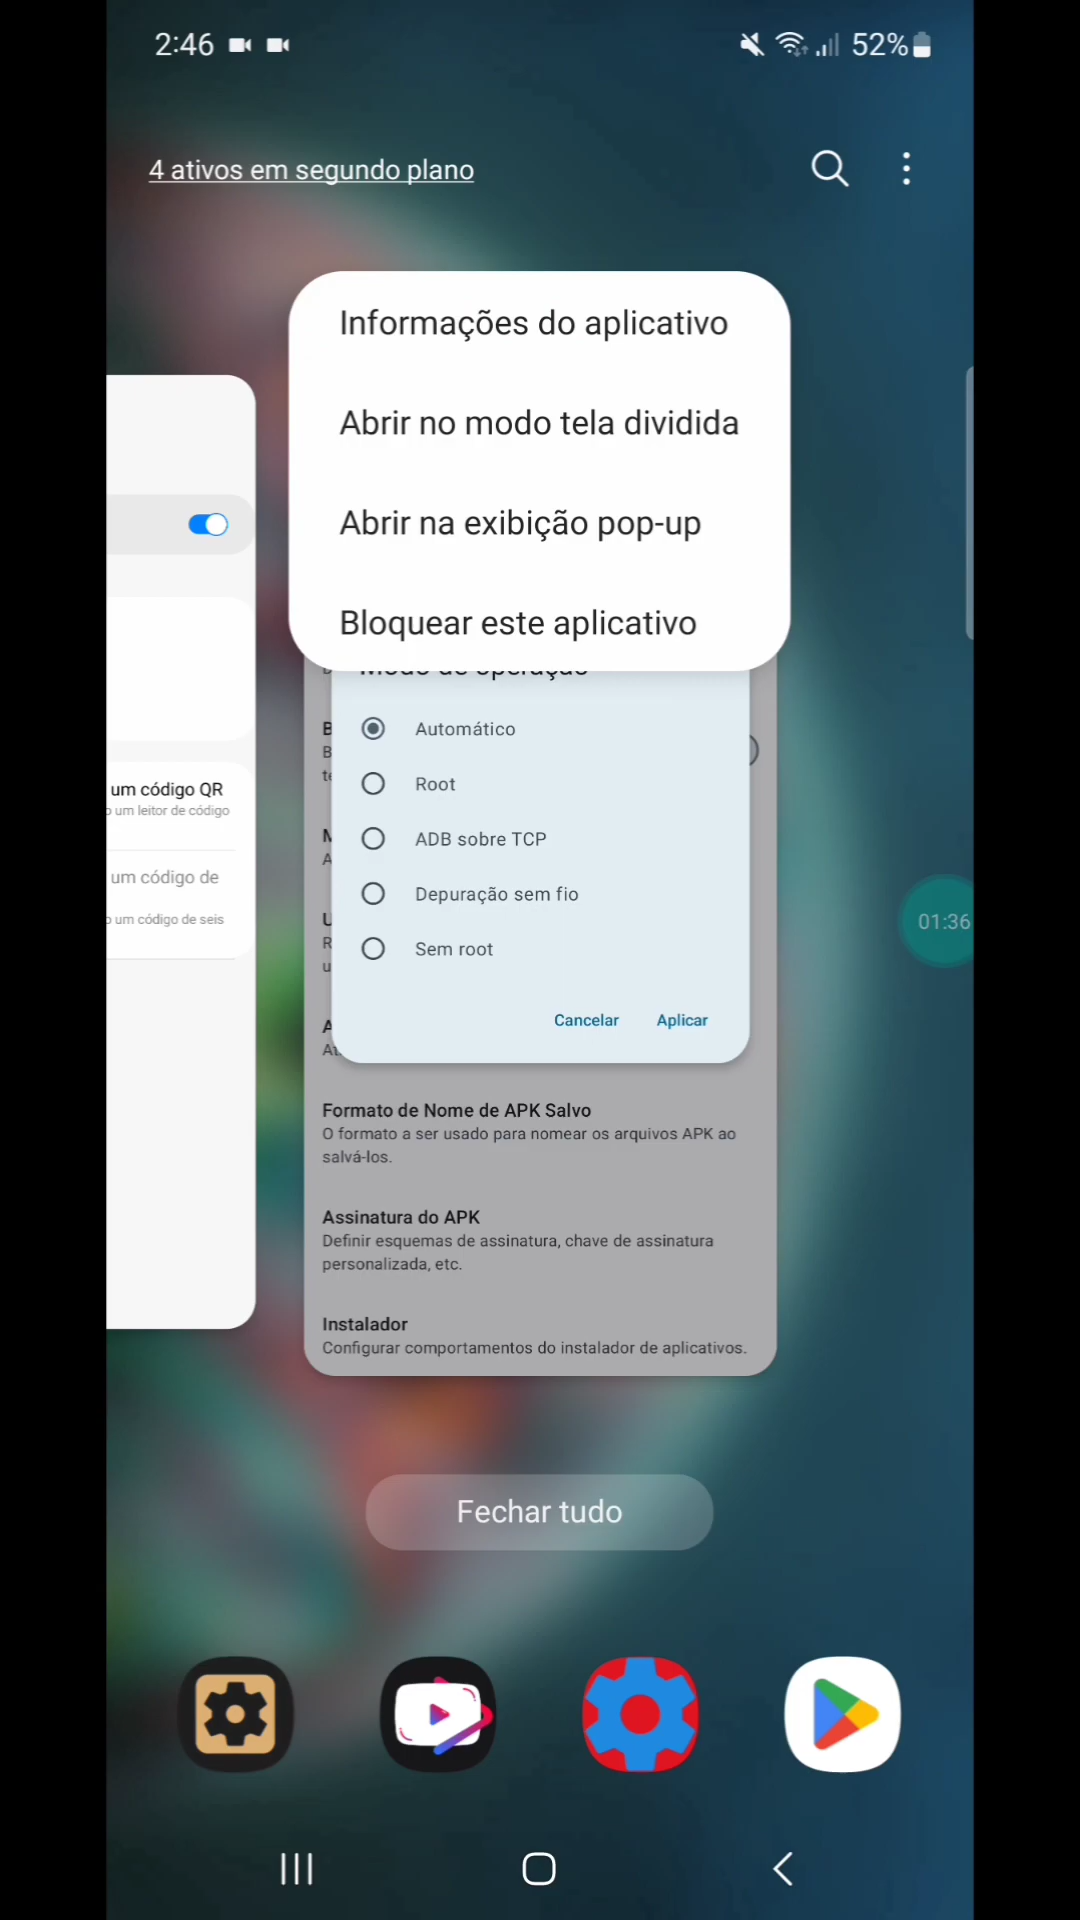 2:46
52%
4 ativos em segundo plano
Informações do aplicativo
Abrir no modo tela dividida
Abrir na exibição pop-up
Bloquear este aplicativo
um código QR
um leitor de código
um código de
um código de seis
Modo de operação
Automático
Root
ADB sobre TCP
Depuração sem fio
Sem root
Cancelar
Aplicar
01:36
Formato de Nome de APK Salvo
O formato a ser usado para nomear os arquivos APK ao
salvá-los.
Assinatura do APK
Definir esquemas de assinatura, chave de assinatura
personalizada, etc.
Instalador
Configurar comportamentos do instalador de aplicativos.
Fechar tudo